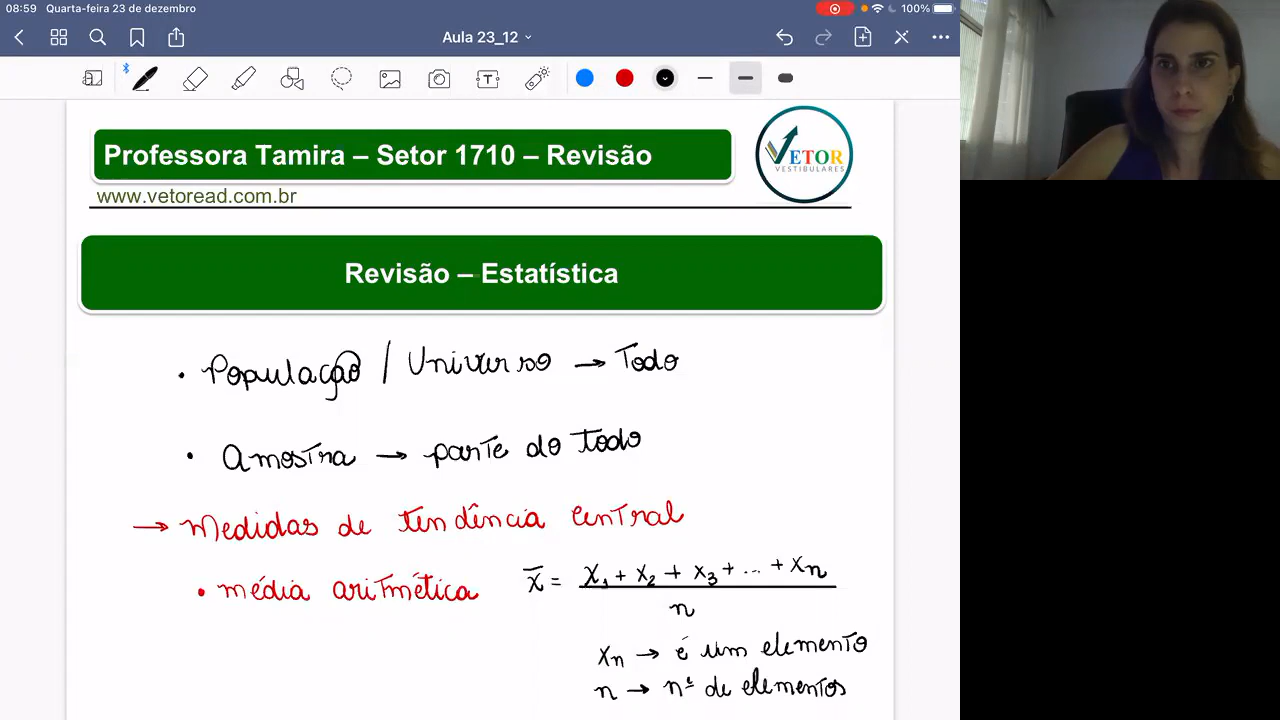 08:59 Quarta-feira 23 de dezembro
100%
Aula 23_12
T
Professora Tamira – Setor 1710 – Revisão
VETOR
VESTIBULARES
www.vetoread.com.br
Revisão – Estatística
• População / Universo → Todo
• Amostra → parte do todo
→ Medidas de tendência central
• média aritmética x̄ = x₁ + x₂ + x₃ + ... + xₙ
n
xₙ → é um elemento
n → nº de elementos